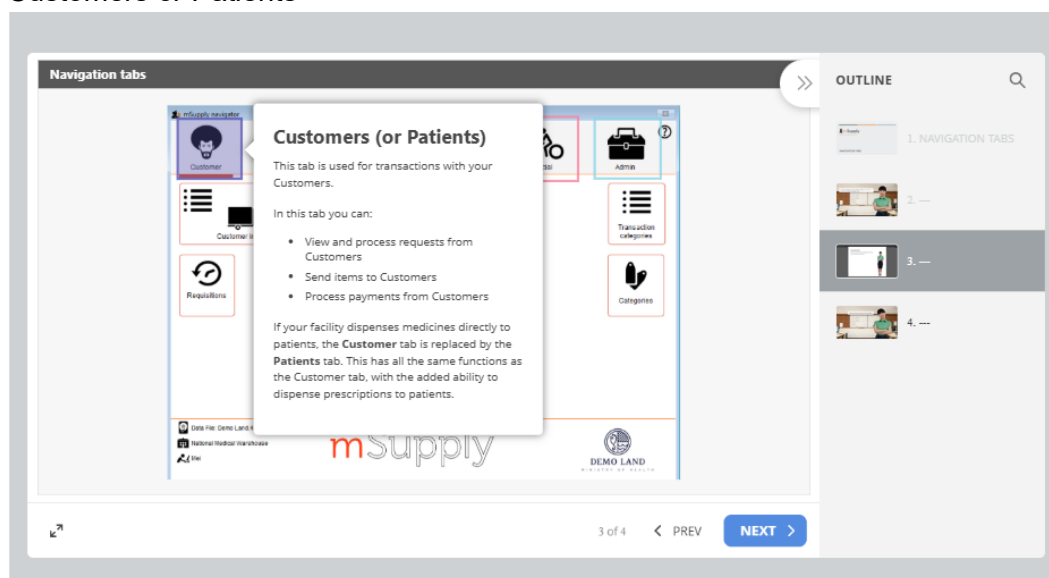 Navigation tabs
OUTLINE
mSupply navigator
Customer
Admin
Customers (or Patients)
This tab is used for transactions with your
Customers.
In this tab you can:
• View and process requests from
Customers
• Send items to Customers
• Process payments from Customers
If your facility dispenses medicines directly to
patients, the Customer tab is replaced by the
Patients tab. This has all the same functions as
the Customer tab, with the added ability to
dispense prescriptions to patients.
Customer
Transaction
categories
Requisitions
Categories
Data File: Demo Land
National Medical Warehouse
mSupply
DEMO LAND
MINISTRY OF HEALTH
1. NAVIGATION TABS
2. —
3. —
4. ---
3 of 4
PREV
NEXT